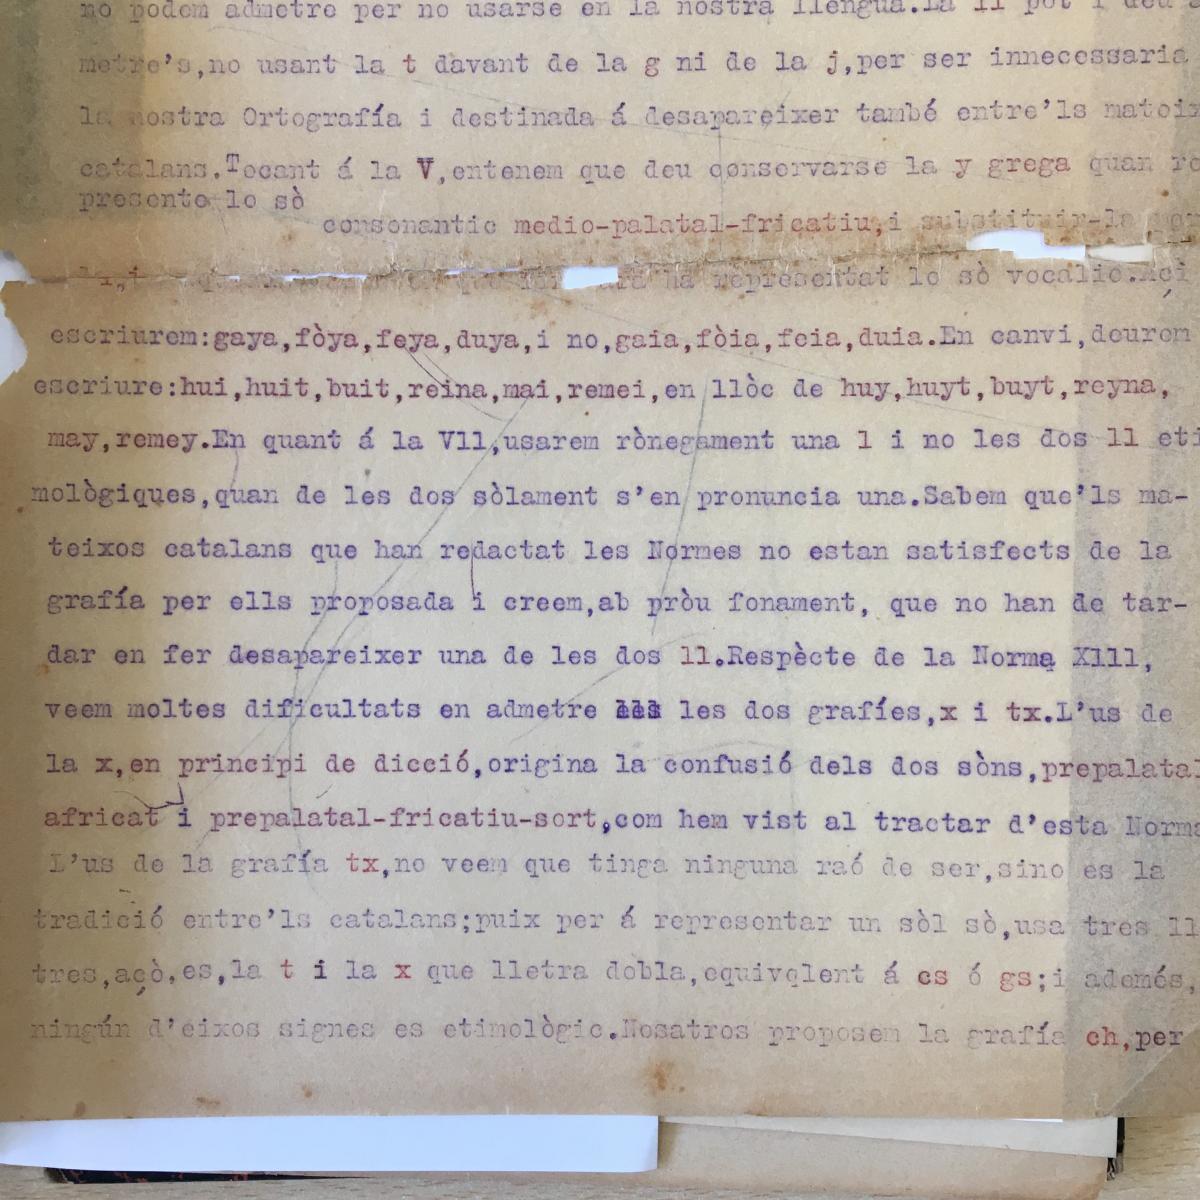 no podem admetre per no usarse en la nostra llengua.La ll pot i deu
metre's,no usant la t davant de la g ni de la j,per ser innecessaria
la nostra Ortografía i destinada á desapareixer també entre'ls mateix
catalans.Tocant á la V,entenem que deu conservarse la y grega quan re
presente lo sò
consonantic medio-palatal-fricatiu,i substituir-la per
ha representat lo sò vocalic.Açì
escriurem:gaya,fòya,feya,duya,i no,gaia,fòia,feia,duia.En canvi,deurem
escriure:hui,huit,buit,reina,mai,remei,en llòc de huy,huyt,buyt,reyna,
may,remey.En quant á la Vll,usarem rònegament una l i no les dos ll eti
mològiques,quan de les dos sòlament s'en pronuncia una.Sabem que'ls ma-
teixos catalans que han redactat les Normes no estan satisfects de la
grafía per ells proposada i creem,ab pròu fonament, que no han de tar-
dar en fer desapareixer una de les dos ll.Respècte de la Norma Xlll,
veem moltes dificultats en admetre les dos grafíes,x i tx.L'us de
la x,en principi de dicció,origina la confusió dels dos sòns,prepalatal
africat i prepalatal-fricatiu-sort,com hem vist al tractar d'esta Norma
L'us de la grafía tx,no veem que tinga ninguna raó de ser,sino es la
tradició entre'ls catalans;puix per á representar un sòl sò,usa tres ll
tres,açò,es,la t i la x que lletra dobla,equivqlent á cs ó gs;i además,
ningún d'eixos signes es etimològic.Nosatros proposem la grafía ch,per